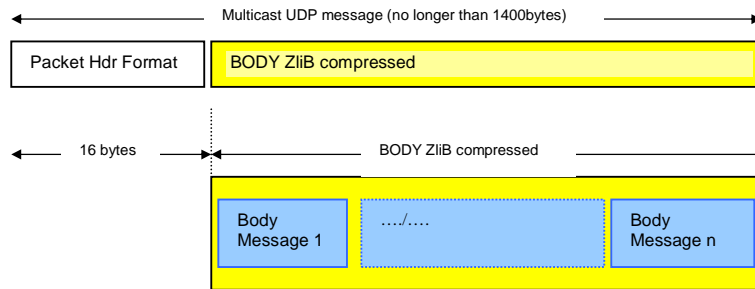 Multicast UDP message (no longer than 1400bytes)
Packet Hdr Format
BODY ZliB compressed
16 bytes
BODY ZliB compressed
Body
Message 1
…./….
Body
Message n